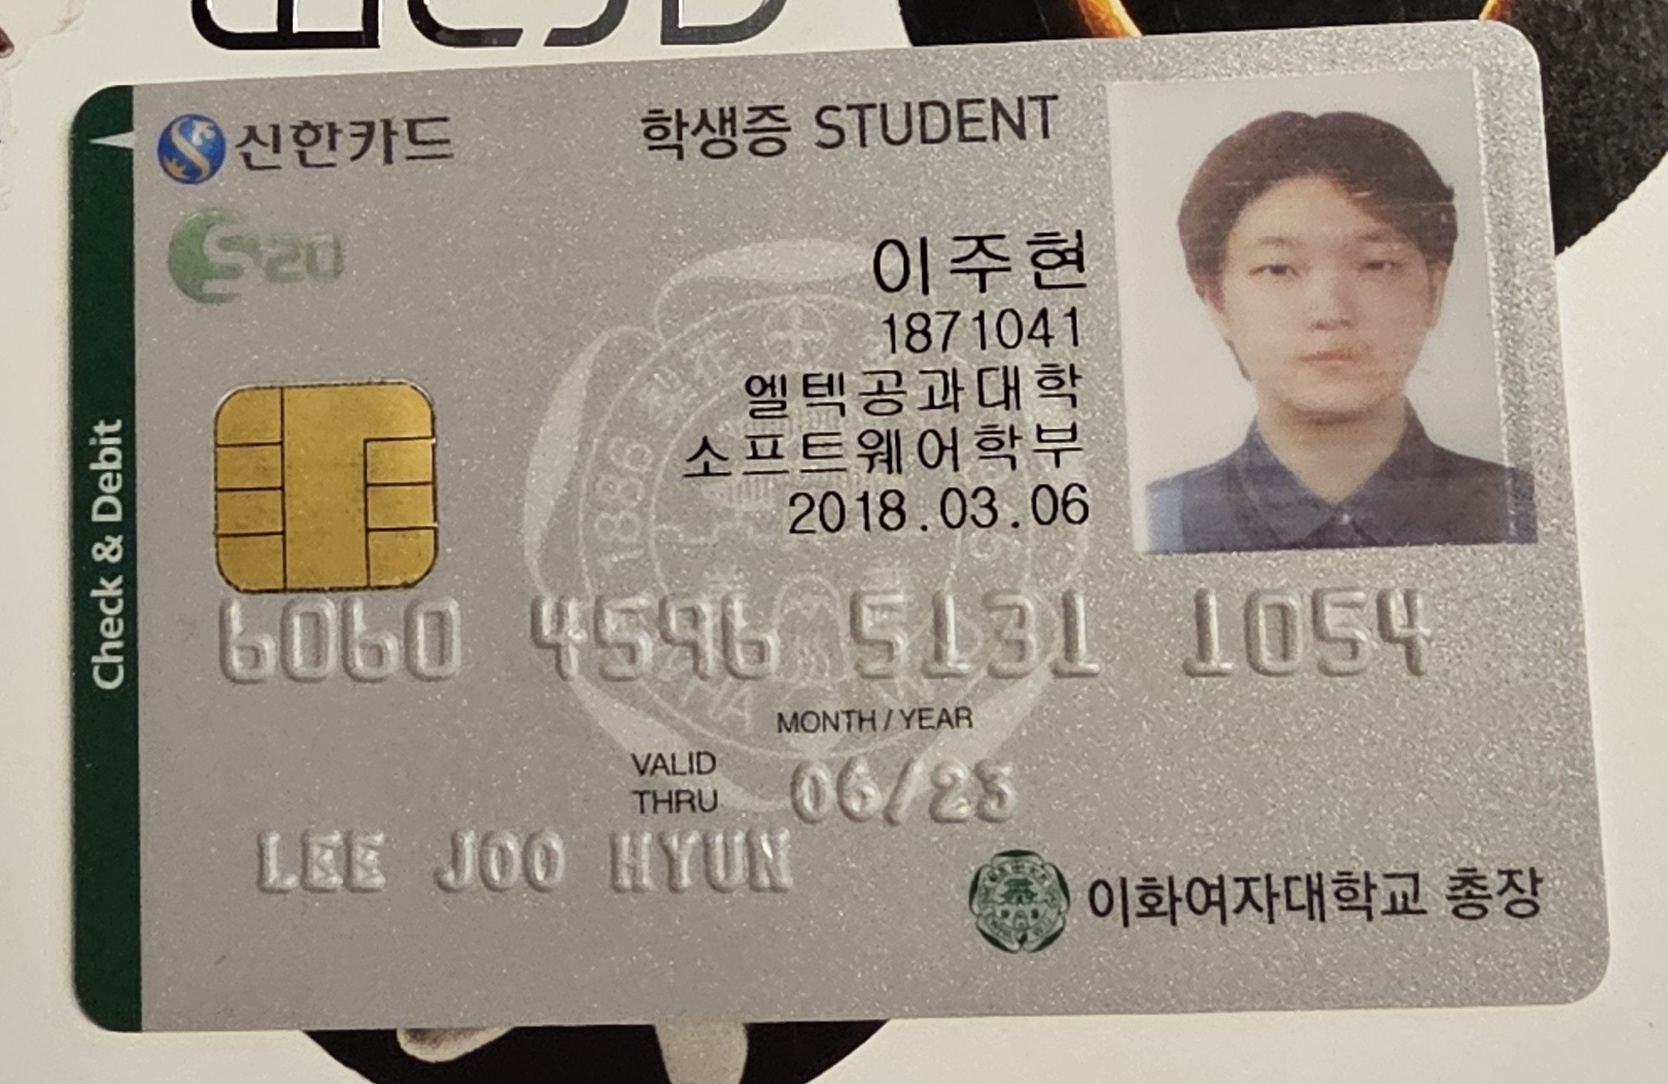 신한카드
학생증 STUDENT
S20
이주현
1871041
엘텍공과대학
소프트웨어학부
2018.03.06
Check & Debit
6060 4596 5131 1054
MONTH / YEAR
VALID THRU 06/23
LEE JOO HYUN
이화여자대학교 총장